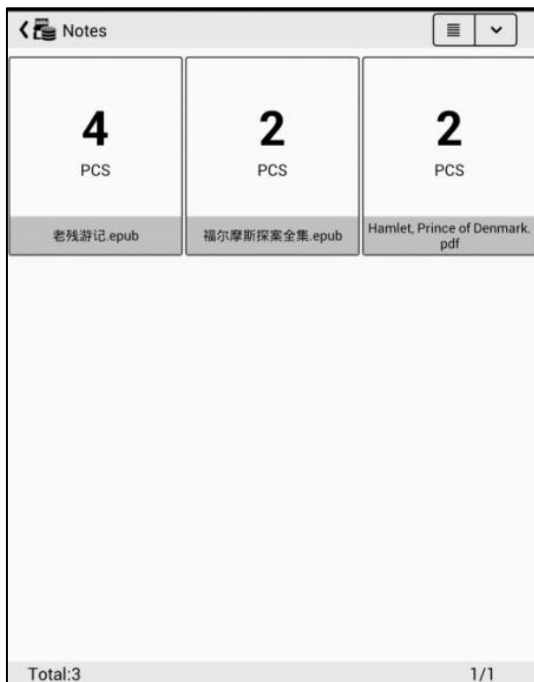 Notes
4
PCS
老残游记.epub
2
PCS
福尔摩斯探案全集.epub
2
PCS
Hamlet, Prince of Denmark.
pdf
Total:3
1/1